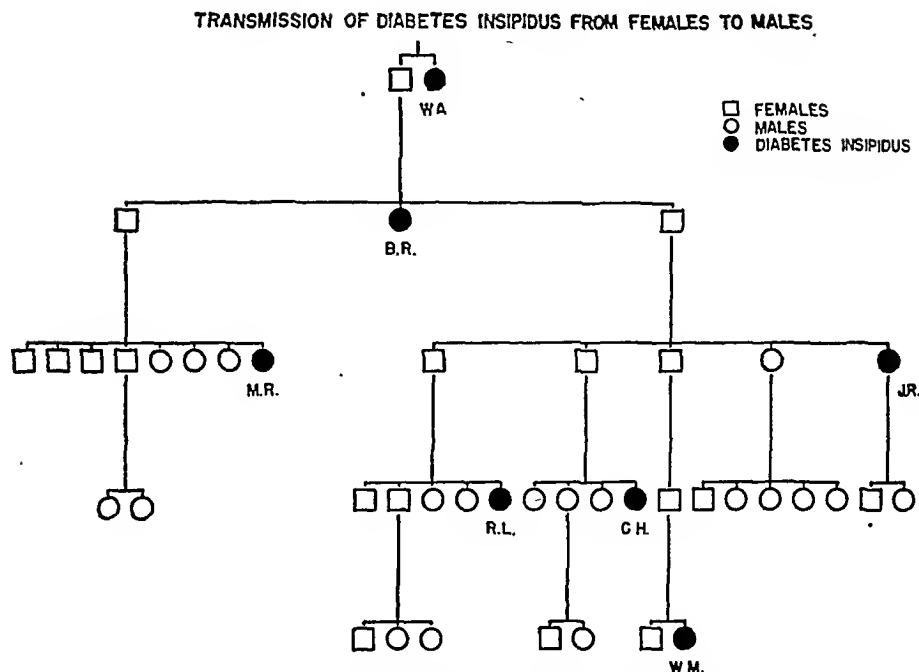 TRANSMISSION OF DIABETES INSIPIDUS FROM FEMALES TO MALES
W.A
FEMALES
MALES
DIABETES INSIPIDUS
B.R.
M.R.
J.R.
R.L.
C H.
W.M.